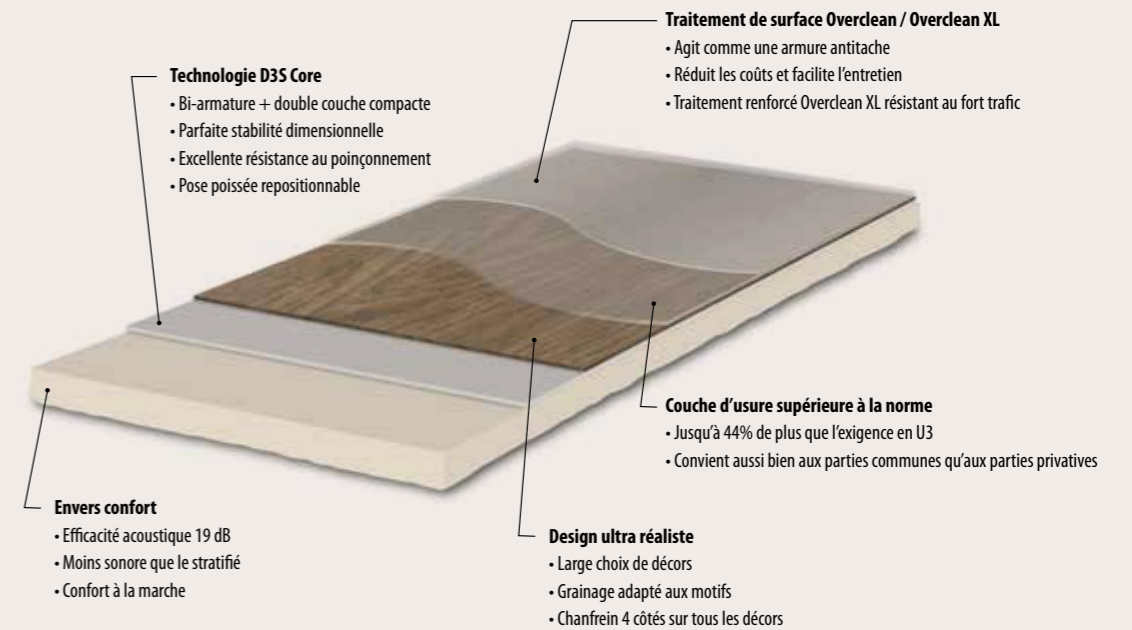 Traitement de surface Overclean / Overclean XL
• Agit comme une armure antitache
• Réduit les coûts et facilite l'entretien
• Traitement renforcé Overclean XL résistant au fort trafic
Technologie D3S Core
• Bi-armature + double couche compacte
• Parfaite stabilité dimensionnelle
• Excellente résistance au poinçonnement
• Pose poissée repositionnable
Couche d'usure supérieure à la norme
• Jusqu'à 44% de plus que l'exigence en U3
• Convient aussi bien aux parties communes qu'aux parties privatives
Envers confort
• Efficacité acoustique 19 dB
• Moins sonore que le stratifié
• Confort à la marche
Design ultra réaliste
• Large choix de décors
• Grainage adapté aux motifs
• Chanfrein 4 côtés sur tous les décors